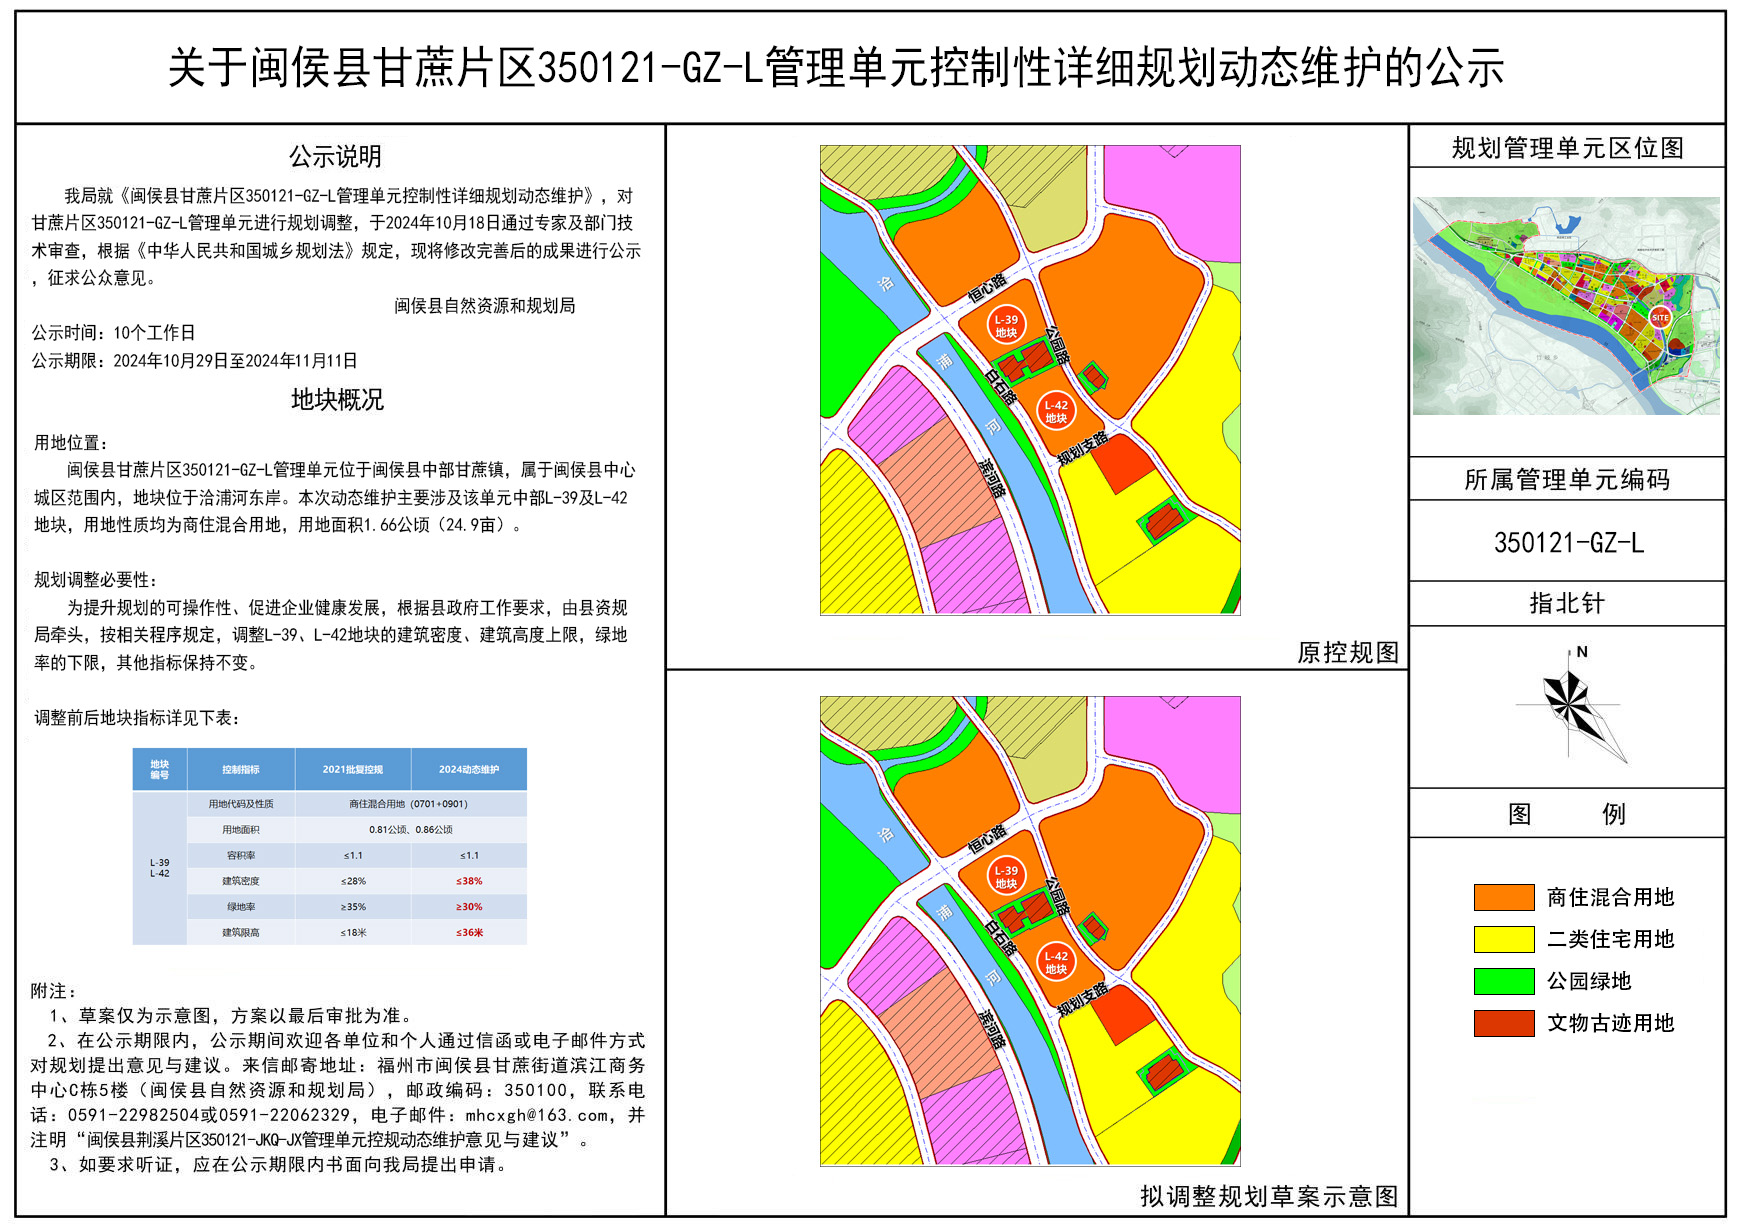 关于闽侯县甘蔗片区350121-GZ-L管理单元控制性详细规划动态维护的公示
公示说明
我局就《闽侯县甘蔗片区350121-GZ-L管理单元控制性详细规划动态维护》，对
甘蔗片区350121-GZ-L管理单元进行规划调整，于2024年10月18日通过专家及部门技
术审查，根据《中华人民共和国城乡规划法》规定，现将修改完善后的成果进行公示
，征求公众意见。
闽侯县自然资源和规划局
公示时间：10个工作日
公示期限：2024年10月29日至2024年11月11日
地块概况
用地位置：
闽侯县甘蔗片区350121-GZ-L管理单元位于闽侯县中部甘蔗镇，属于闽侯县中心
城区范围内，地块位于洽浦河东岸。本次动态维护主要涉及该单元中部L-39及L-42
地块，用地性质均为商住混合用地，用地面积1.66公顷（24.9亩）。
规划调整必要性：
为提升规划的可操作性、促进企业健康发展，根据县政府工作要求，由县资规
局牵头，按相关程序规定，调整L-39、L-42地块的建筑密度、建筑高度上限，绿地
率的下限，其他指标保持不变。
调整前后地块指标详见下表：
地块编号 控制指标 2021批复控规 2024动态维护
L-39
L-42
用地代码及性质 商住混合用地（0701+0901）
用地面积 0.81公顷、0.86公顷
容积率 ≤1.1 ≤1.1
建筑密度 ≤28% ≤38%
绿地率 ≥35% ≥30%
建筑限高 ≤18米 ≤36米
附注：
1、草案仅为示意图，方案以最后审批为准。
2、在公示期限内，公示期间欢迎各单位和个人通过信函或电子邮件方式
对规划提出意见与建议。来信邮寄地址：福州市闽侯县甘蔗街道滨江商务
中心C栋5楼（闽侯县自然资源和规划局），邮政编码：350100，联系电
话：0591-22982504或0591-22062329，电子邮件：mhcxgh@163.com，并
注明“闽侯县荆溪片区350121-JKQ-JX管理单元控规动态维护意见与建议”。
3、如要求听证，应在公示期限内书面向我局提出申请。
恒心路
洽
L-39
地块
公园路
浦
白石路
L-42
地块
河
规划支路
滨河路
原控规图
恒心路
洽
L-39
地块
公园路
浦
白石路
L-42
地块
河
规划支路
滨河路
拟调整规划草案示意图
规划管理单元区位图
SITE
所属管理单元编码
350121-GZ-L
指北针
N
图 例
商住混合用地
二类住宅用地
公园绿地
文物古迹用地